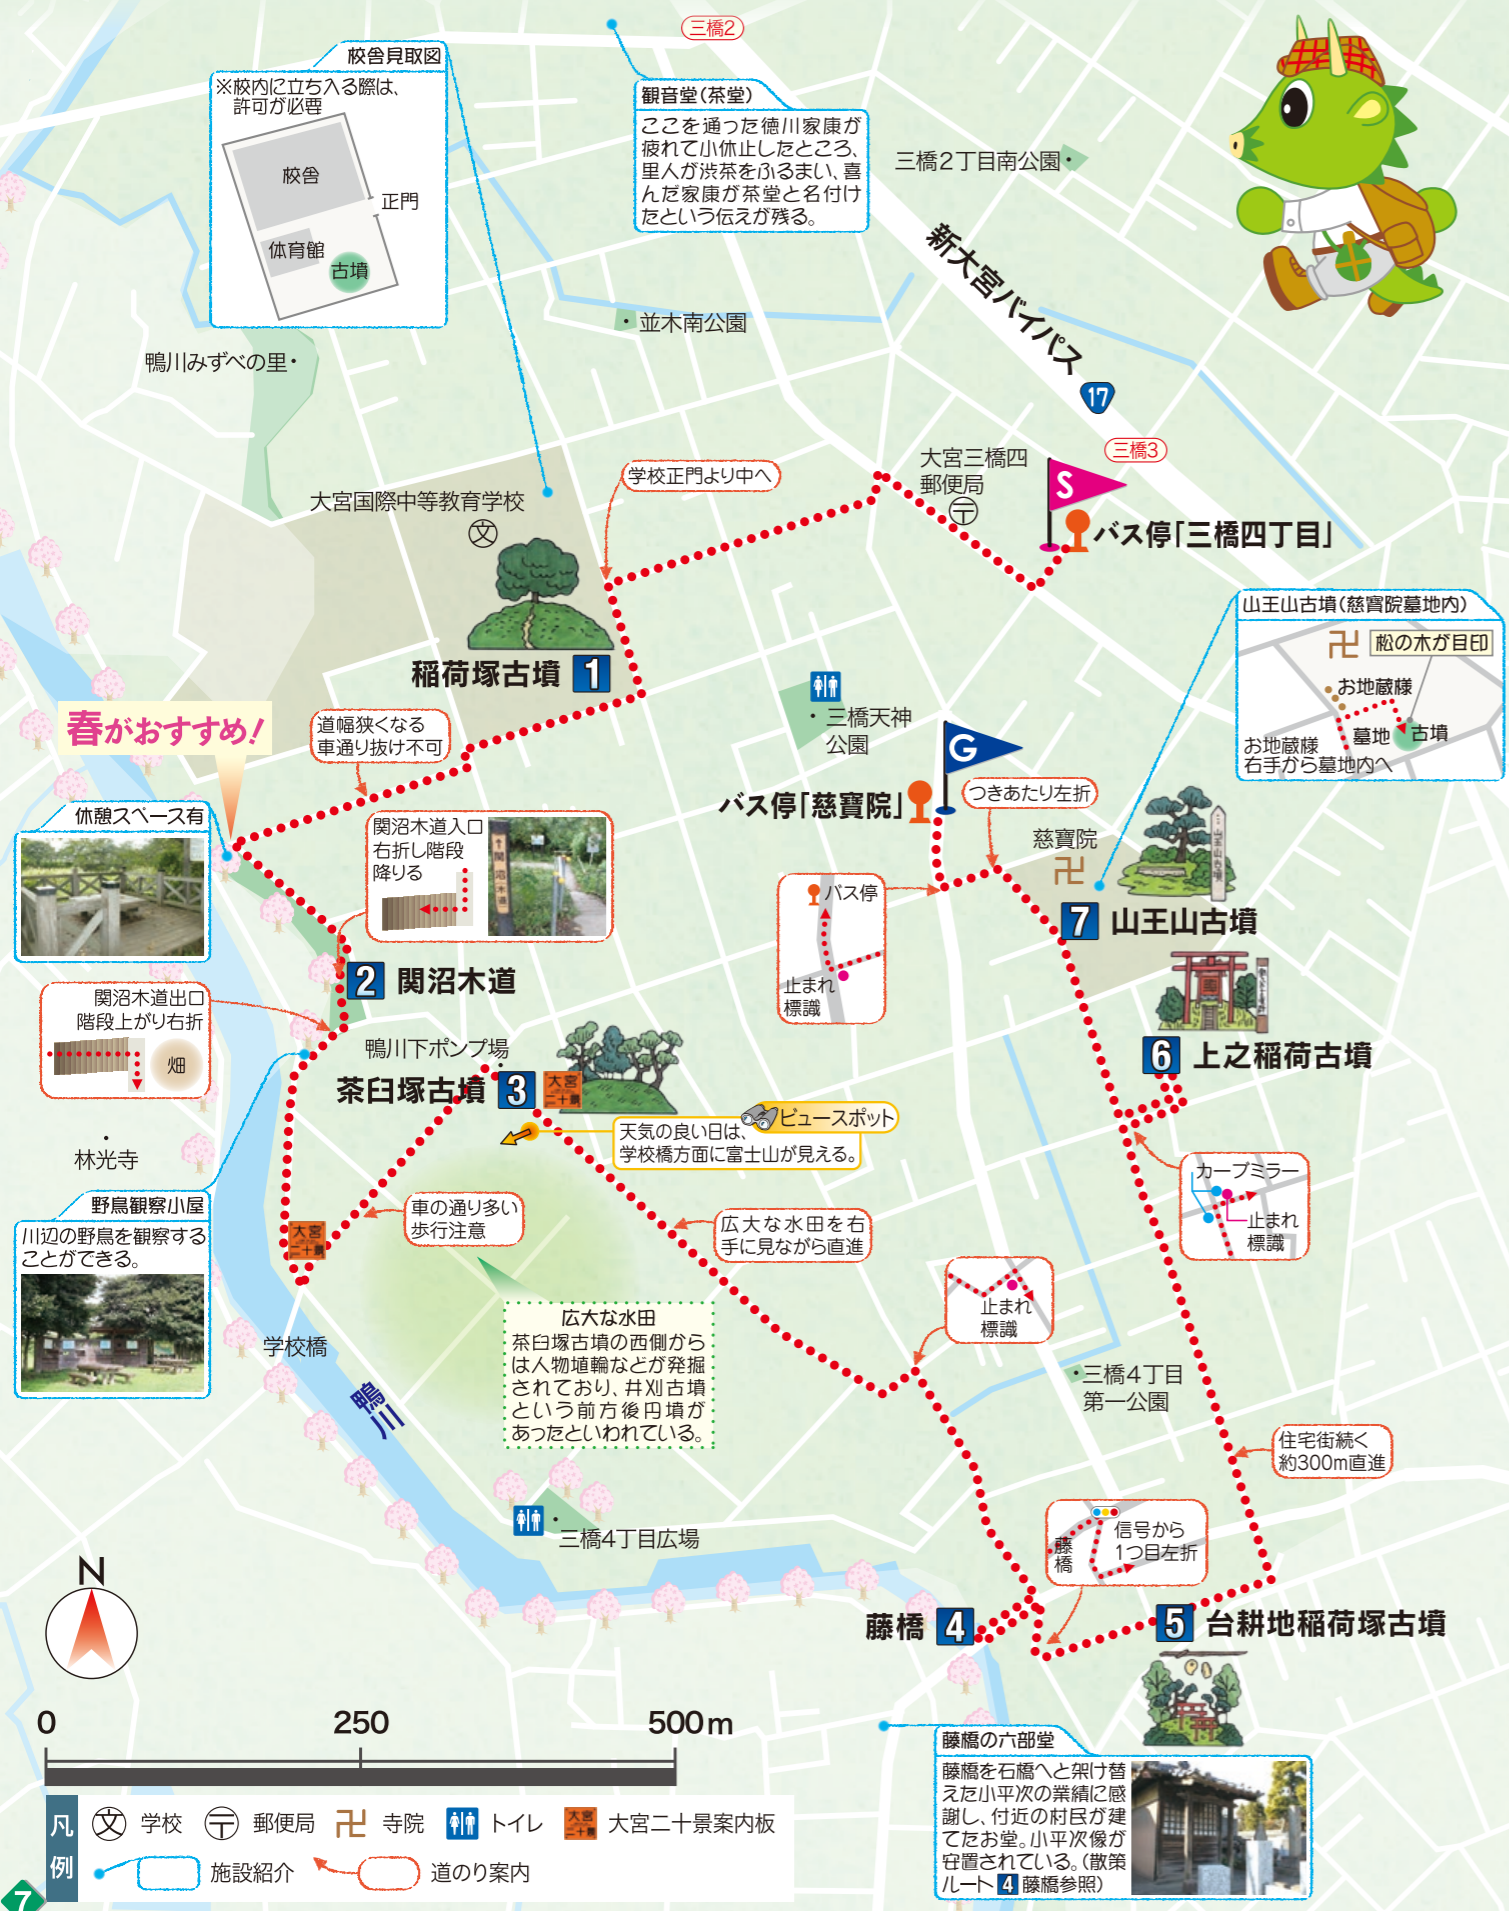 三橋2
校舎見取図
※校内に立ち入る際は、
許可が必要
校舎
正門
体育館
古墳
観音堂(茶堂)
ここを通った徳川家康が
疲れて小休止したところ、
里人が渋茶をふるまい、喜
んだ家康が茶堂と名付け
たという伝えが残る。
三橋2丁目南公園
新大宮バイパス
17
並木南公園
鴨川みずべの里
三橋3
大宮三橋四
郵便局
S
バス停「三橋四丁目」
学校正門より中へ
大宮国際中等教育学校
文
稲荷塚古墳 1
山王山古墳(慈寶院墓地内)
松の木が目印
お地蔵様
墓地
古墳
お地蔵様
右手から墓地内へ
三橋天神
公園
春がおすすめ!
道幅狭くなる
車通り抜け不可
G
バス停「慈寶院」
つきあたり左折
慈寶院
山王山古墳
7 山王山古墳
休憩スペース有
関沼木道入口
右折し階段
降りる
関沼木道
バス停
止まれ
標識
2 関沼木道
関沼木道出口
階段上がり右折
畑
6 上之稲荷古墳
鴨川下ポンプ場
茶臼塚古墳 3
大宮
二十景
ビュースポット
天気の良い日は、
学校橋方面に富士山が見える。
林光寺
カーブミラー
止まれ
標識
野鳥観察小屋
川辺の野鳥を観察する
ことができる。
大宮
二十景
車の通り多い
歩行注意
広大な水田を右
手に見ながら直進
止まれ
標識
広大な水田
茶臼塚古墳の西側から
は人物埴輪などが発掘
されており、井刈古墳
という前方後円墳が
あったといわれている。
学校橋
鴨川
三橋4丁目
第一公園
住宅街続く
約300m直進
信号から
1つ目左折
藤橋
三橋4丁目広場
N
藤橋 4
5 台耕地稲荷塚古墳
0 250 500m
藤橋の六部堂
藤橋を石橋へと架け替
えた小平次の業績に感
謝し、付近の村民が建
てたお堂。小平次像が
安置されている。(散策
ルート4藤橋参照)
凡例
文 学校 郵便局 寺院 トイレ 大宮二十景 大宮二十景案内板
施設紹介 道のり案内
7